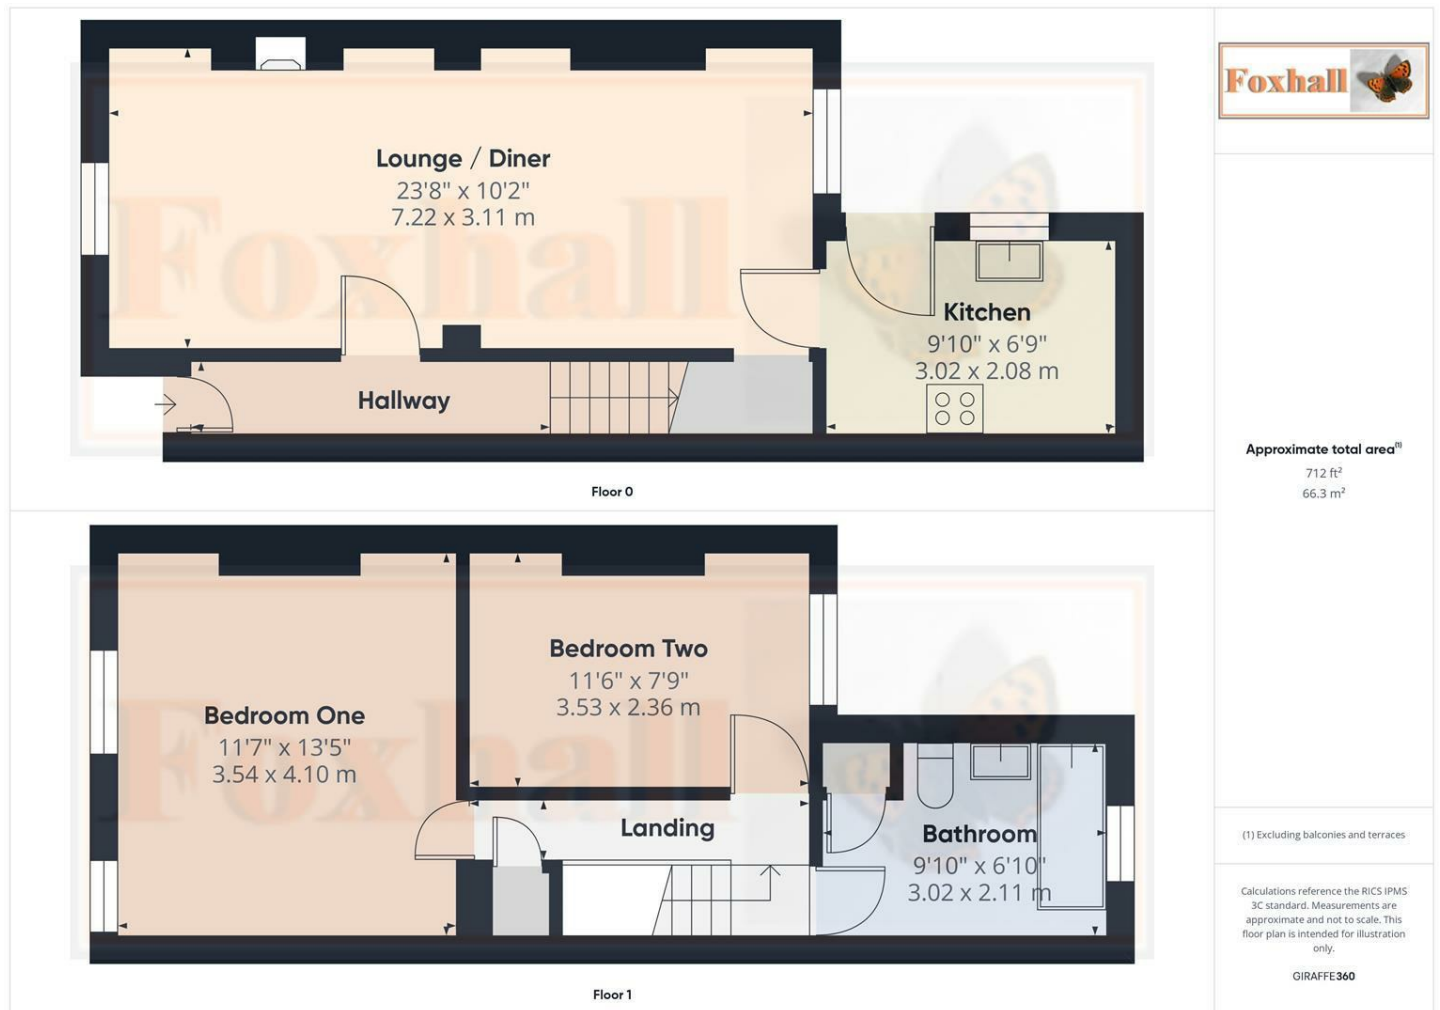 Foxhall
Lounge / Diner
23'8" x 10'2"
7.22 x 3.11 m
Foxhall
Kitchen
9'10" x 6'9"
3.02 x 2.08 m
Hallway
Floor 0
Approximate total area(1)
712 ft²
66.3 m²
Bedroom Two
11'6" x 7'9"
3.53 x 2.36 m
Bedroom One
11'7" x 13'5"
3.54 x 4.10 m
Foxhall
Landing
Bathroom
9'10" x 6'10"
3.02 x 2.11 m
Floor 1
(1) Excluding balconies and terraces
Calculations reference the RICS IPMS
3C standard. Measurements are
approximate and not to scale. This
floor plan is intended for illustration
only.
GIRAFFE360